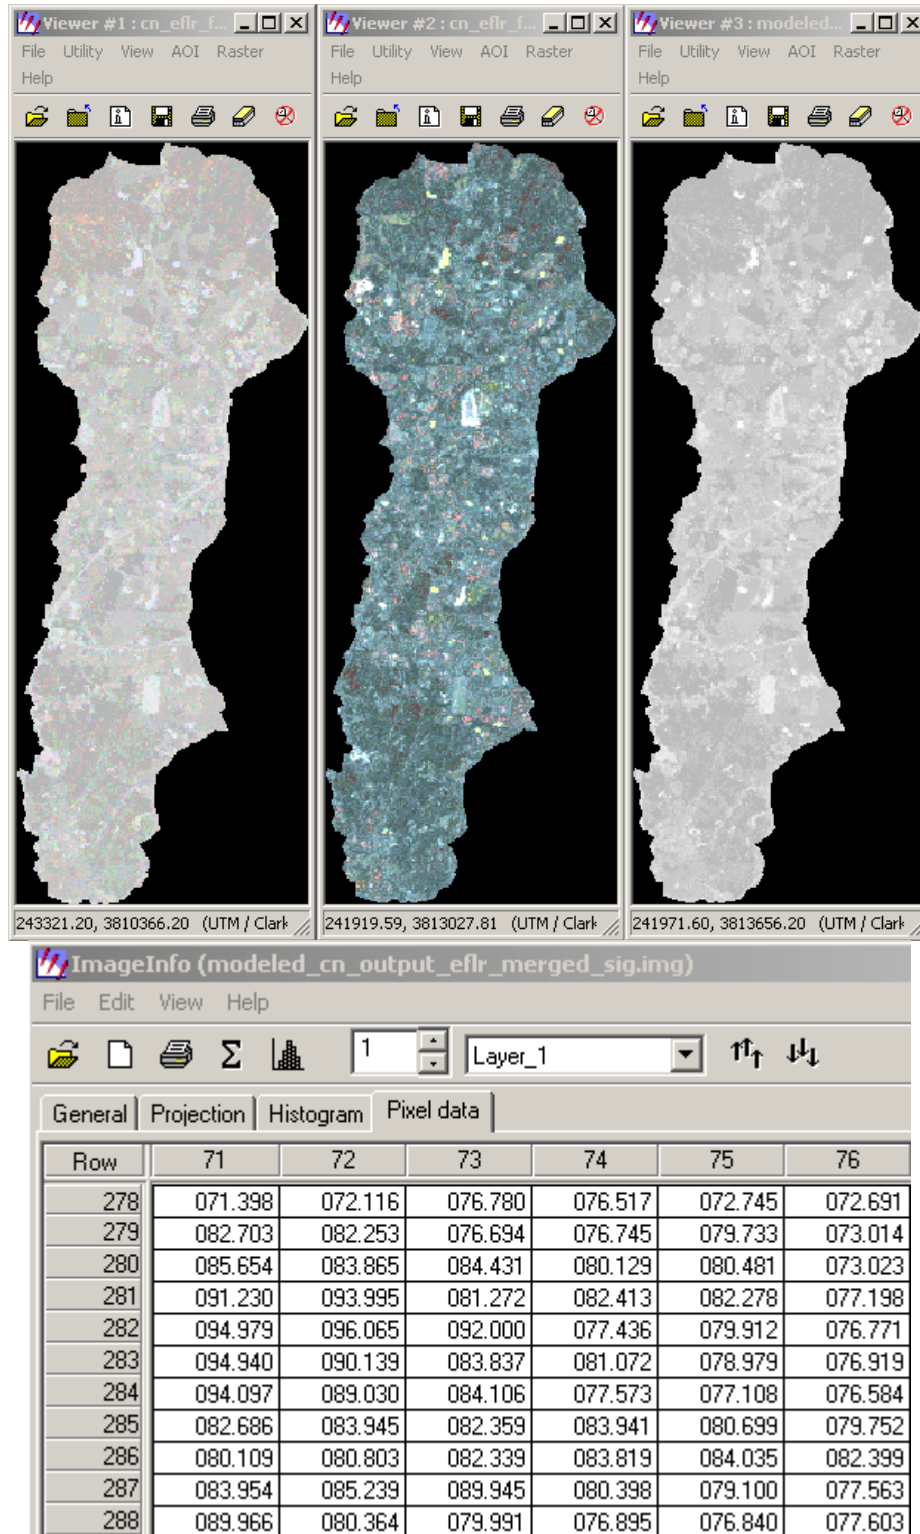 Viewer #1 : cn_eflr_f...
File Utility View AOI Raster
Help
243321.20, 3810366.20 (UTM / Clark
Viewer #2 : cn_eflr_f...
File Utility View AOI Raster
Help
241919.59, 3813027.81 (UTM / Clark
Viewer #3 : modeled...
File Utility View AOI Raster
Help
241971.60, 3813656.20 (UTM / Clark
ImageInfo (modeled_cn_output_eflr_merged_sig.img)
File Edit View Help
Σ 1 Layer_1
General Projection Histogram Pixel data
Row 71 72 73 74 75 76
278 071.398 072.116 076.780 076.517 072.745 072.691
279 082.703 082.253 076.694 076.745 079.733 073.014
280 085.654 083.865 084.431 080.129 080.481 073.023
281 091.230 093.995 081.272 082.413 082.278 077.198
282 094.979 096.065 092.000 077.436 079.912 076.771
283 094.940 090.139 083.837 081.072 078.979 076.919
284 094.097 089.030 084.106 077.573 077.108 076.584
285 082.686 083.945 082.359 083.941 080.699 079.752
286 080.109 080.803 082.339 083.819 084.035 082.399
287 083.954 085.239 089.945 080.398 079.100 077.563
288 089.966 080.364 079.991 076.895 076.840 077.603